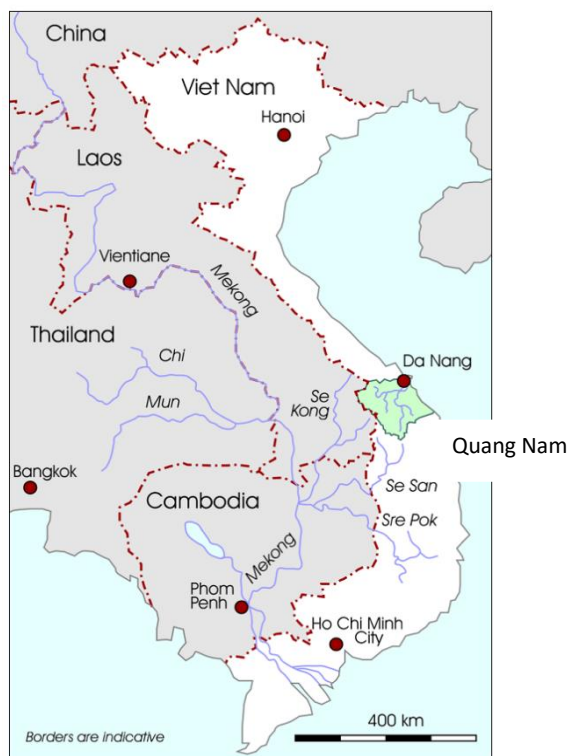 China
Viet Nam
Hanoi
Laos
Vientiane
Mekong
Thailand
Chi
Mun
Da Nang
Se
Kong
Quang Nam
Bangkok
Se San
Cambodia
Sre Pok
Mekong
Phom
Penh
Ho Chi Minh
City
400 km
Borders are indicative